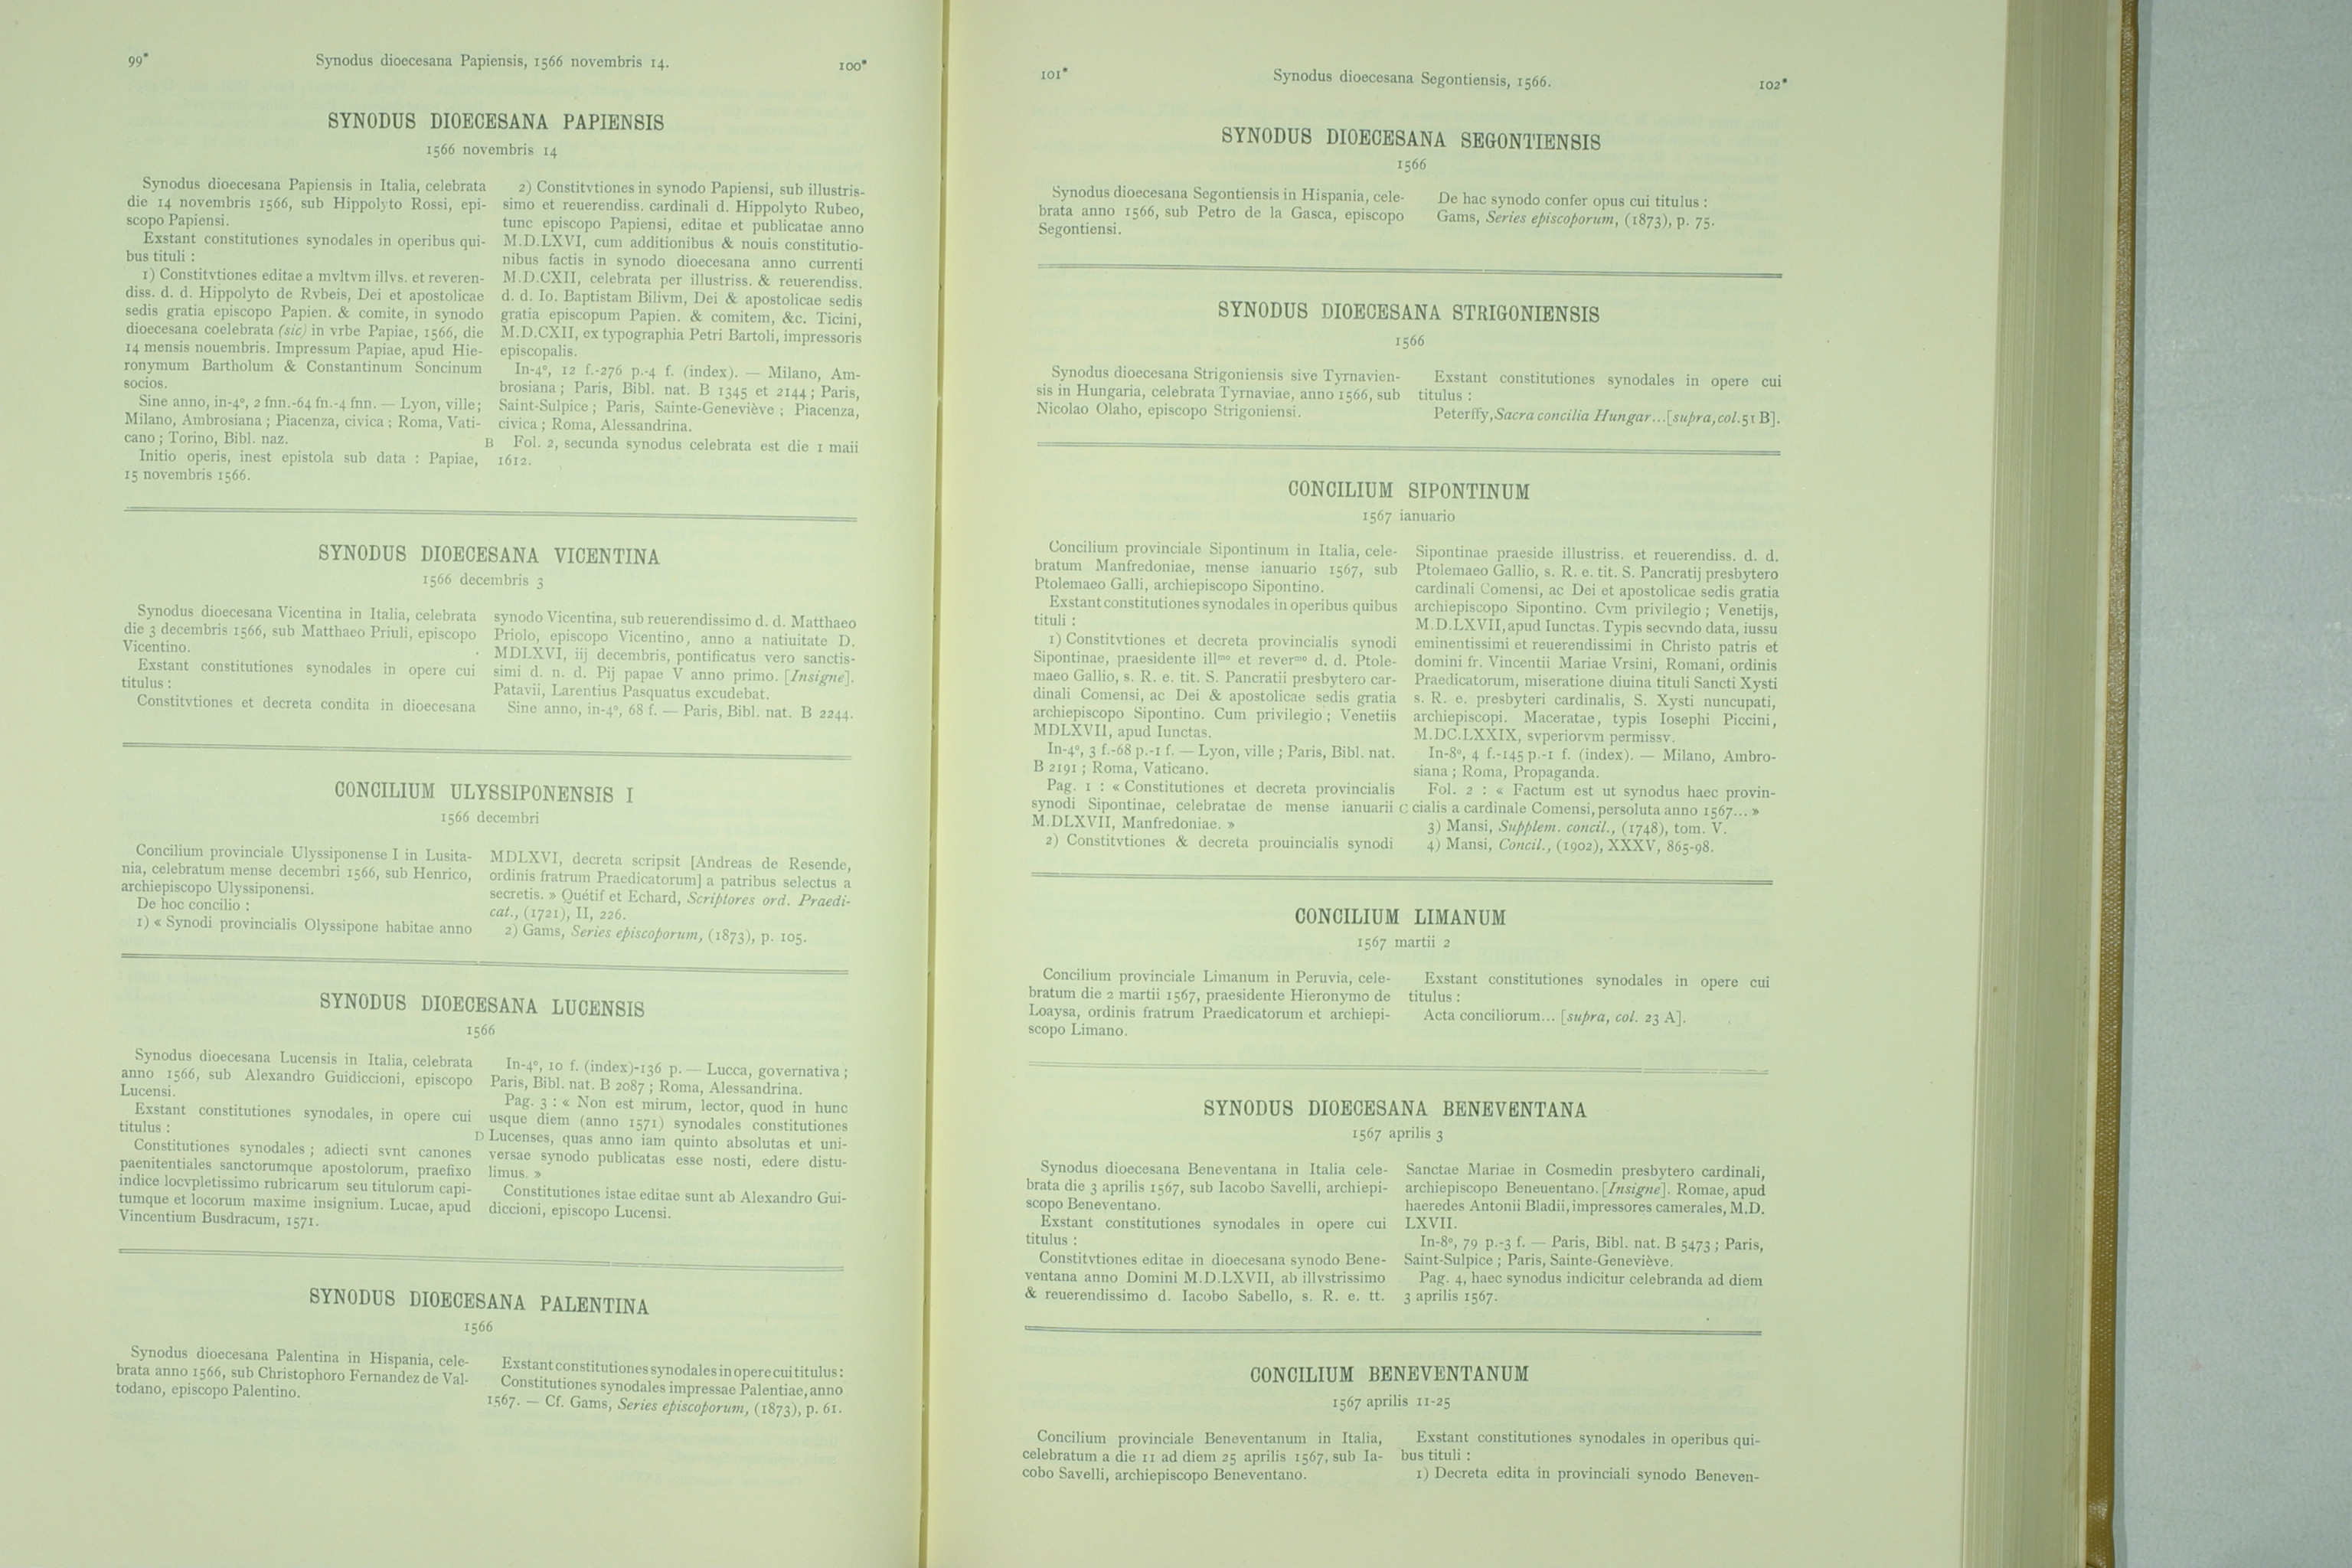 99*
Synodus dioecesana Papiensis, 1566 novembris 14.
100*
SYNODUS DIOECESANA PAPIENSIS
1566 novembris 14
Synodus dioecesana Papiensis in Italia, celebrata
die 14 novembris 1566, sub Hippolyto Rossi, epi-
scopo Papiensi.
Exstant constitutiones synodales in operibus qui-
bus tituli :
1) Constitvtiones editae a mvltvm illvs. et reveren-
diss. d. d. Hippolyto de Rvbeis, Dei et apostolicae
sedis gratia episcopo Papien. & comite, in synodo
dioecesana coelebrata (sic) in vrbe Papiae, 1566, die
14 mensis nouembris. Impressum Papiae, apud Hie-
ronymum Bartholum & Constantinum Soncinum
socios.
Sine anno, in-4°, 2 fnn.-64 fn.-4 fnn. — Lyon, ville;
Milano, Ambrosiana ; Piacenza, civica ; Roma, Vati-
cano ; Torino, Bibl. naz.
Initio operis, inest epistola sub data : Papiae,
15 novembris 1566.
2) Constitvtiones in synodo Papiensi, sub illustris-
simo et reuerendiss. cardinali d. Hippolyto Rubeo,
tunc episcopo Papiensi, editae et publicatae anno
M.D.LXVI, cum additionibus & nouis constitutio-
nibus factis in synodo dioecesana anno currenti
M.D.CXII, celebrata per illustriss. & reuerendiss.
d. d. Io. Baptistam Bilivm, Dei & apostolicae sedis
gratia episcopum Papien. & comitem, &c. Ticini,
M.D.CXII, ex typographia Petri Bartoli, impressoris
episcopalis.
In-4°, 12 f.-276 p.-4 f. (index). — Milano, Am-
brosiana ; Paris, Bibl. nat. B 1345 et 2144 ; Paris,
Saint-Sulpice ; Paris, Sainte-Geneviève ; Piacenza,
civica ; Roma, Alessandrina.
B Fol. 2, secunda synodus celebrata est die 1 maii
1612.
SYNODUS DIOECESANA VICENTINA
1566 decembris 3
Synodus dioecesana Vicentina in Italia, celebrata
die 3 decembris 1566, sub Matthaeo Priuli, episcopo
Vicentino.
Exstant constitutiones synodales in opere cui
titulus :
Constitvtiones et decreta condita in dioecesana
synodo Vicentina, sub reuerendissimo d. d. Matthaeo
Priolo, episcopo Vicentino, anno a natiuitate D.
MDLXVI, iij decembris, pontificatus vero sanctis-
simi d. n. d. Pij papae V anno primo. [Insigne].
Patavii, Larentius Pasquatus excudebat.
Sine anno, in-4°, 68 f. — Paris, Bibl. nat. B 2244.
CONCILIUM ULYSSIPONENSIS I
1566 decembri
Concilium provinciale Ulyssiponense I in Lusita-
nia, celebratum mense decembri 1566, sub Henrico,
archiepiscopo Ulyssiponensi.
De hoc concilio :
1) « Synodi provincialis Olyssipone habitae anno
MDLXVI, decreta scripsit [Andreas de Resende,
ordinis fratrum Praedicatorum] a patribus selectus a
secretis. » Quétif et Echard, Scriptores ord. Praedi-
cat., (1721), II, 226.
2) Gams, Series episcoporum, (1873), p. 105.
SYNODUS DIOECESANA LUCENSIS
1566
Synodus dioecesana Lucensis in Italia, celebrata
anno 1566, sub Alexandro Guidiccioni, episcopo
Lucensi.
Exstant constitutiones synodales, in opere cui
titulus :
Constitutiones synodales ; adiecti svnt canones
paenitentiales sanctorumque apostolorum, praefixo
indice locvpletissimo rubricarum seu titulorum capi-
tumque et locorum maxime insignium. Lucae, apud
Vincentium Busdracum, 1571.
In-4°, 10 f. (index)-136 p. — Lucca, governativa ;
Paris, Bibl. nat. B 2087 ; Roma, Alessandrina.
Pag. 3 : « Non est mirum, lector, quod in hunc
usque diem (anno 1571) synodales constitutiones
D Lucenses, quas anno iam quinto absolutas et uni-
versae synodo publicatas esse nosti, edere distu-
limus. »
Constitutiones istae editae sunt ab Alexandro Gui-
diccioni, episcopo Lucensi.
SYNODUS DIOECESANA PALENTINA
1566
Synodus dioecesana Palentina in Hispania, cele-
brata anno 1566, sub Christophoro Fernandez de Val-
todano, episcopo Palentino.
Exstant constitutiones synodales in opere cui titulus :
Constitutiones synodales impressae Palentiae, anno
1567. — Cf. Gams, Series episcoporum, (1873), p. 61.
101*
Synodus dioecesana Segontiensis, 1566.
102*
SYNODUS DIOECESANA SEGONTIENSIS
1566
Synodus dioecesana Segontiensis in Hispania, cele-
brata anno 1566, sub Petro de la Gasca, episcopo
Segontiensi.
De hac synodo confer opus cui titulus :
Gams, Series episcoporum, (1873), p. 75.
SYNODUS DIOECESANA STRIGONIENSIS
1566
Synodus dioecesana Strigoniensis sive Tyrnavien-
sis in Hungaria, celebrata Tyrnaviae, anno 1566, sub
Nicolao Olaho, episcopo Strigoniensi.
Exstant constitutiones synodales in opere cui
titulus :
Peterffy, Sacra concilia Hungar... [supra, col. 51 B].
CONCILIUM SIPONTINUM
1567 ianuario
Concilium provinciale Sipontinum in Italia, cele-
bratum Manfredoniae, mense ianuario 1567, sub
Ptolemaeo Galli, archiepiscopo Sipontino.
Exstant constitutiones synodales in operibus quibus
tituli :
1) Constitvtiones et decreta provincialis synodi
Sipontinae, praesidente illmo et revermo d. d. Ptole-
maeo Gallio, s. R. e. tit. S. Pancratii presbytero car-
dinali Comensi, ac Dei & apostolicae sedis gratia
archiepiscopo Sipontino. Cum privilegio ; Venetiis
MDLXVII, apud Iunctas.
In-4°, 3 f.-68 p.-1 f. — Lyon, ville ; Paris, Bibl. nat.
B 2191 ; Roma, Vaticano.
Pag. 1 : « Constitutiones et decreta provincialis
synodi Sipontinae, celebratae de mense ianuarii
M.DLXVII, Manfredoniae. »
2) Constitvtiones & decreta prouincialis synodi
Sipontinae praeside illustriss. et reuerendiss. d. d.
Ptolemaeo Gallio, s. R. e. tit. S. Pancratij presbytero
cardinali Comensi, ac Dei et apostolicae sedis gratia
archiepiscopo Sipontino. Cvm privilegio ; Venetijs,
M.D.LXVII, apud Iunctas. Typis secvndo data, iussu
eminentissimi et reuerendissimi in Christo patris et
domini fr. Vincentii Mariae Vrsini, Romani, ordinis
Praedicatorum, miseratione diuina tituli Sancti Xysti
s. R. e. presbyteri cardinalis, S. Xysti nuncupati,
archiepiscopi. Maceratae, typis Iosephi Piccini,
M.DC.LXXIX, svperiorvm permissv.
In-8°, 4 f.-145 p.-1 f. (index). — Milano, Ambro-
siana ; Roma, Propaganda.
Fol. 2 : « Factum est ut synodus haec provin-
C cialis a cardinale Comensi, persoluta anno 1567... »
3) Mansi, Supplem. concil., (1748), tom. V.
4) Mansi, Concil., (1902), XXXV, 865-98.
CONCILIUM LIMANUM
1567 martii 2
Concilium provinciale Limanum in Peruvia, cele-
bratum die 2 martii 1567, praesidente Hieronymo de
Loaysa, ordinis fratrum Praedicatorum et archiepi-
scopo Limano.
Exstant constitutiones synodales in opere cui
titulus :
Acta conciliorum... [supra, col. 23 A].
SYNODUS DIOECESANA BENEVENTANA
1567 aprilis 3
Synodus dioecesana Beneventana in Italia cele-
brata die 3 aprilis 1567, sub Iacobo Savelli, archiepi-
scopo Beneventano.
Exstant constitutiones synodales in opere cui
titulus :
Constitvtiones editae in dioecesana synodo Bene-
ventana anno Domini M.D.LXVII, ab illvstrissimo
& reuerendissimo d. Iacobo Sabello, s. R. e. tt.
Sanctae Mariae in Cosmedin presbytero cardinali,
archiepiscopo Beneuentano. [Insigne]. Romae, apud
haeredes Antonii Bladii, impressores camerales, M.D.
LXVII.
In-8°, 79 p.-3 f. — Paris, Bibl. nat. B 5473 ; Paris,
Saint-Sulpice ; Paris, Sainte-Geneviève.
Pag. 4, haec synodus indicitur celebranda ad diem
3 aprilis 1567.
CONCILIUM BENEVENTANUM
1567 aprilis 11-25
Concilium provinciale Beneventanum in Italia,
celebratum a die 11 ad diem 25 aprilis 1567, sub Ia-
cobo Savelli, archiepiscopo Beneventano.
Exstant constitutiones synodales in operibus qui-
bus tituli :
1) Decreta edita in provinciali synodo Beneven-